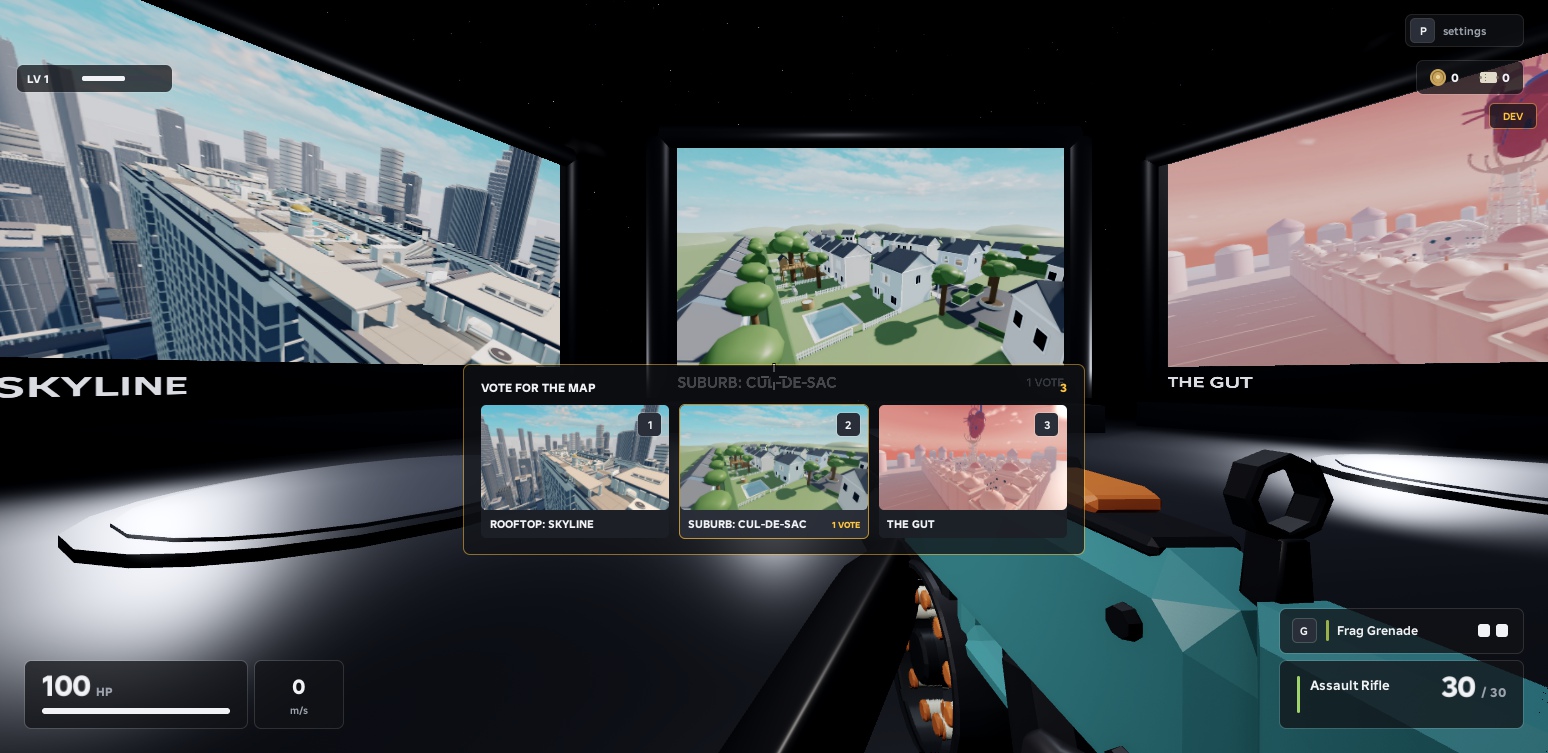 P settings
LV 1
0 0
DEV
SKYLINE
SUBURB: CUL-DE-SAC 1 VOTE
THE GUT
VOTE FOR THE MAP 3
1
2
3
ROOFTOP: SKYLINE
SUBURB: CUL-DE-SAC 1 VOTE
THE GUT
G Frag Grenade
100 HP
0
m/s
Assault Rifle 30 / 30